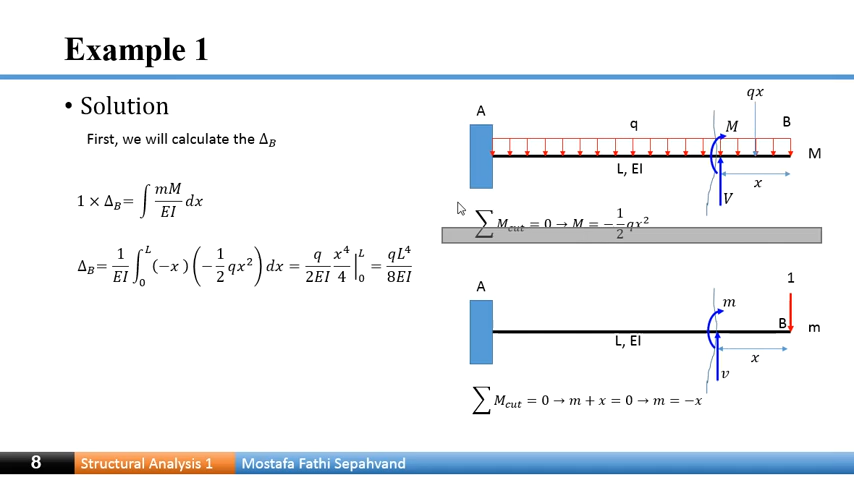 Example 1
• Solution
First, we will calculate the Δ_B
1 × Δ_B = ∫ mM/EI dx
Δ_B = 1/EI ∫₀ᴸ (−x) (−1/2 qx²) dx = q/2EI x⁴/4 |₀ᴸ = qL⁴/8EI
qx
A
q
M
B
M
L, EI
x
V
∑ M_cut = 0 → M = −1/2 qx²
A
1
m
B
m
L, EI
x
v
∑ M_cut = 0 → m + x = 0 → m = −x
8
Structural Analysis 1
Mostafa Fathi Sepahvand